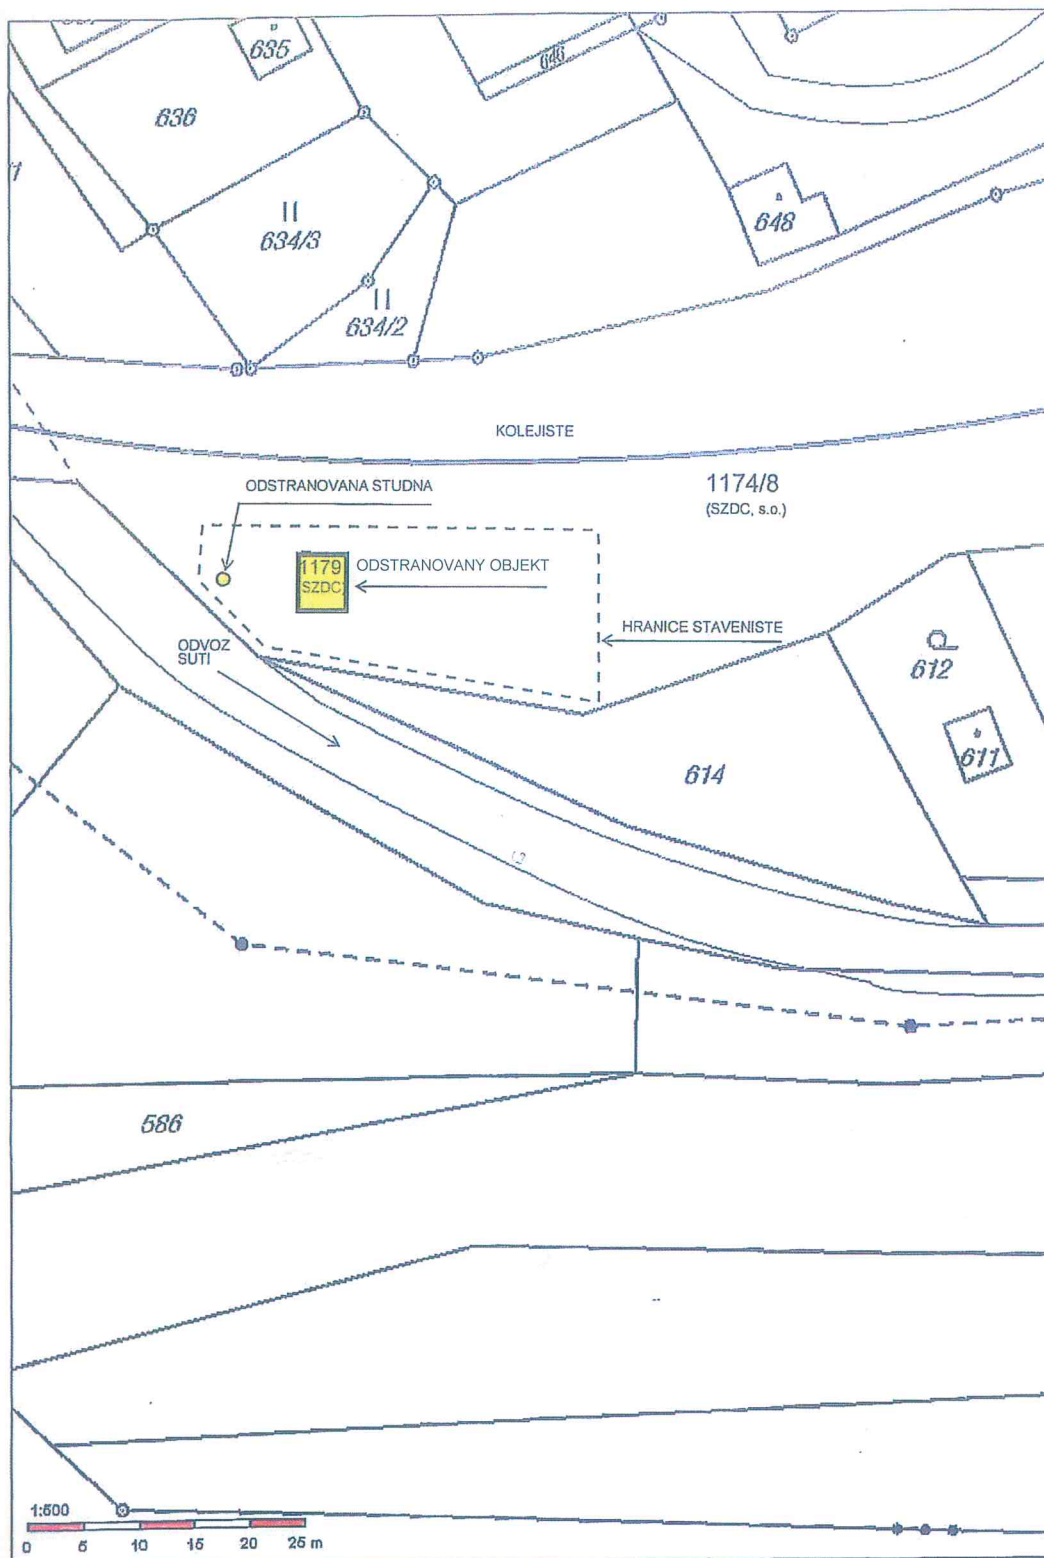 635
646
636
648
634/3
634/2
KOLEJISTE
1174/8
(SZDC, s.o.)
ODSTRANOVANA STUDNA
1179
SZDC
ODSTRANOVANY OBJEKT
HRANICE STAVENISTE
ODVOZ
SUTI
612
611
614
586
1:500
0 5 10 15 20 25 m